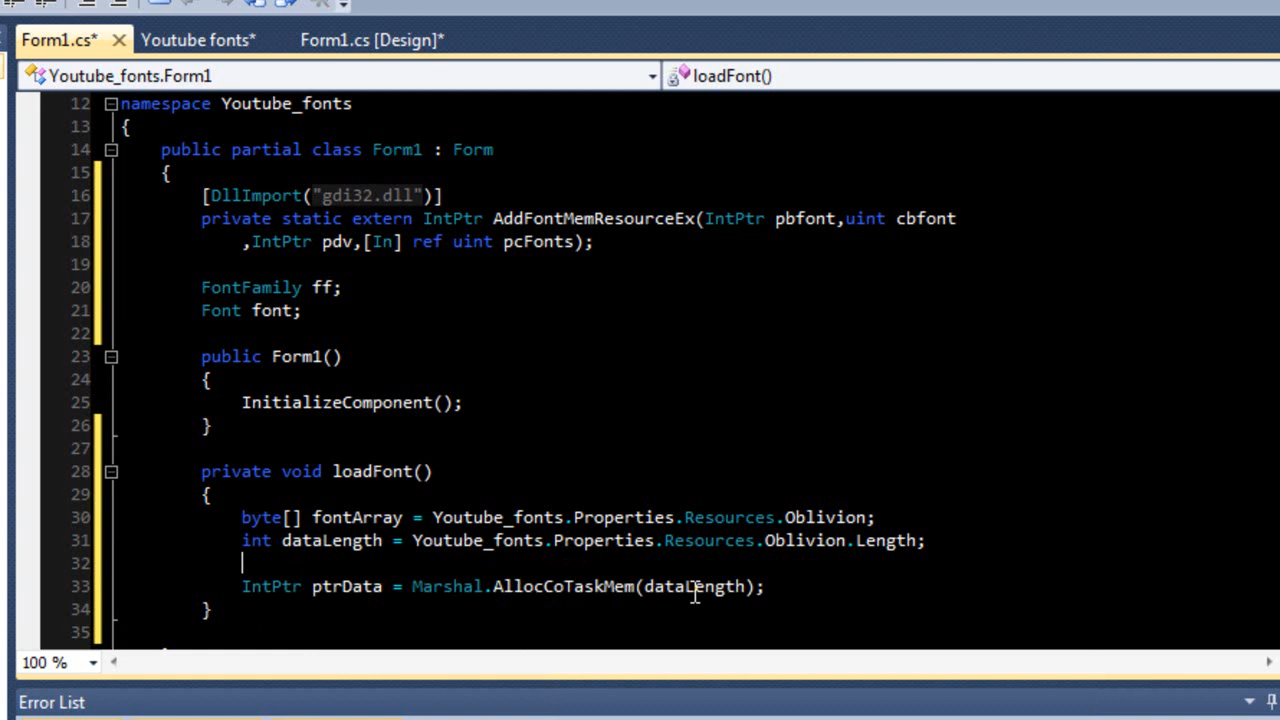 Form1.cs* Youtube fonts* Form1.cs [Design]*
Youtube_fonts.Form1 loadFont()
12 namespace Youtube_fonts
13 {
14 public partial class Form1 : Form
15 {
16 [DllImport("gdi32.dll")]
17 private static extern IntPtr AddFontMemResourceEx(IntPtr pbfont,uint cbfont
18 ,IntPtr pdv,[In] ref uint pcFonts);
19
20 FontFamily ff;
21 Font font;
22
23 public Form1()
24 {
25 InitializeComponent();
26 }
27
28 private void loadFont()
29 {
30 byte[] fontArray = Youtube_fonts.Properties.Resources.Oblivion;
31 int dataLength = Youtube_fonts.Properties.Resources.Oblivion.Length;
32
33 IntPtr ptrData = Marshal.AllocCoTaskMem(dataLength);
34 }
35
100 %
Error List